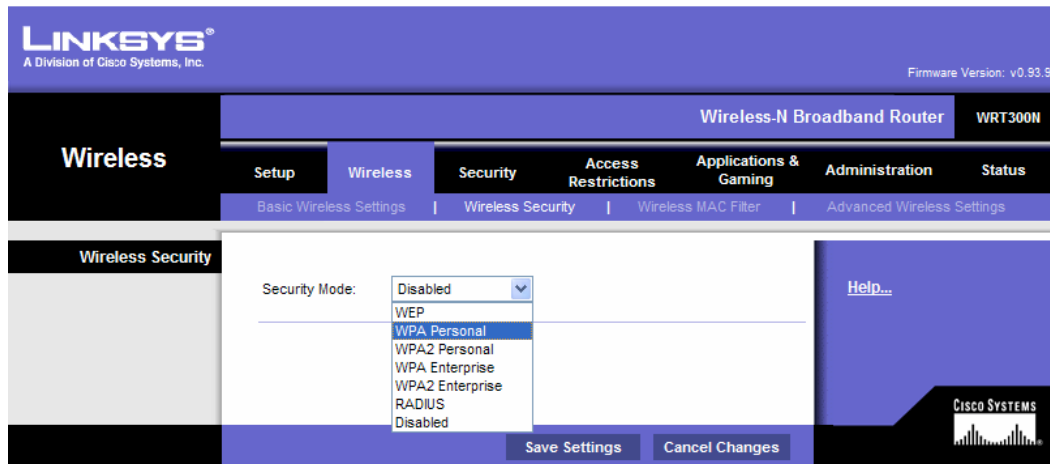 LINKSYS®
A Division of Cisco Systems, Inc.
Firmware Version: v0.93.9
Wireless-N Broadband Router WRT300N
Wireless
Setup Wireless Security Access Restrictions Applications & Gaming Administration Status
Basic Wireless Settings | Wireless Security | Wireless MAC Filter | Advanced Wireless Settings
Wireless Security
Security Mode: Disabled
Help...
WEP
WPA Personal
WPA2 Personal
WPA Enterprise
WPA2 Enterprise
RADIUS
Disabled
CISCO SYSTEMS
Save Settings Cancel Changes